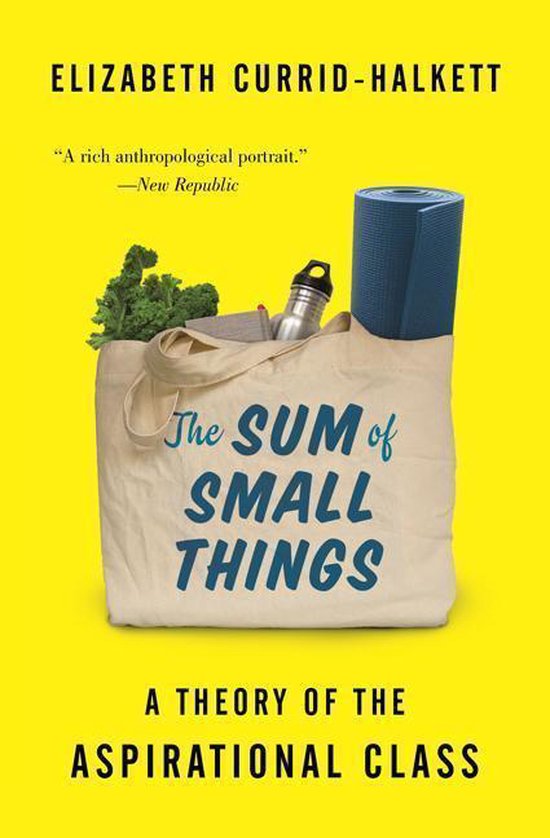 ELIZABETH CURRID-HALKETT
“A rich anthropological portrait.”
—New Republic
The SUM of
SMALL
THINGS
A THEORY OF THE
ASPIRATIONAL CLASS